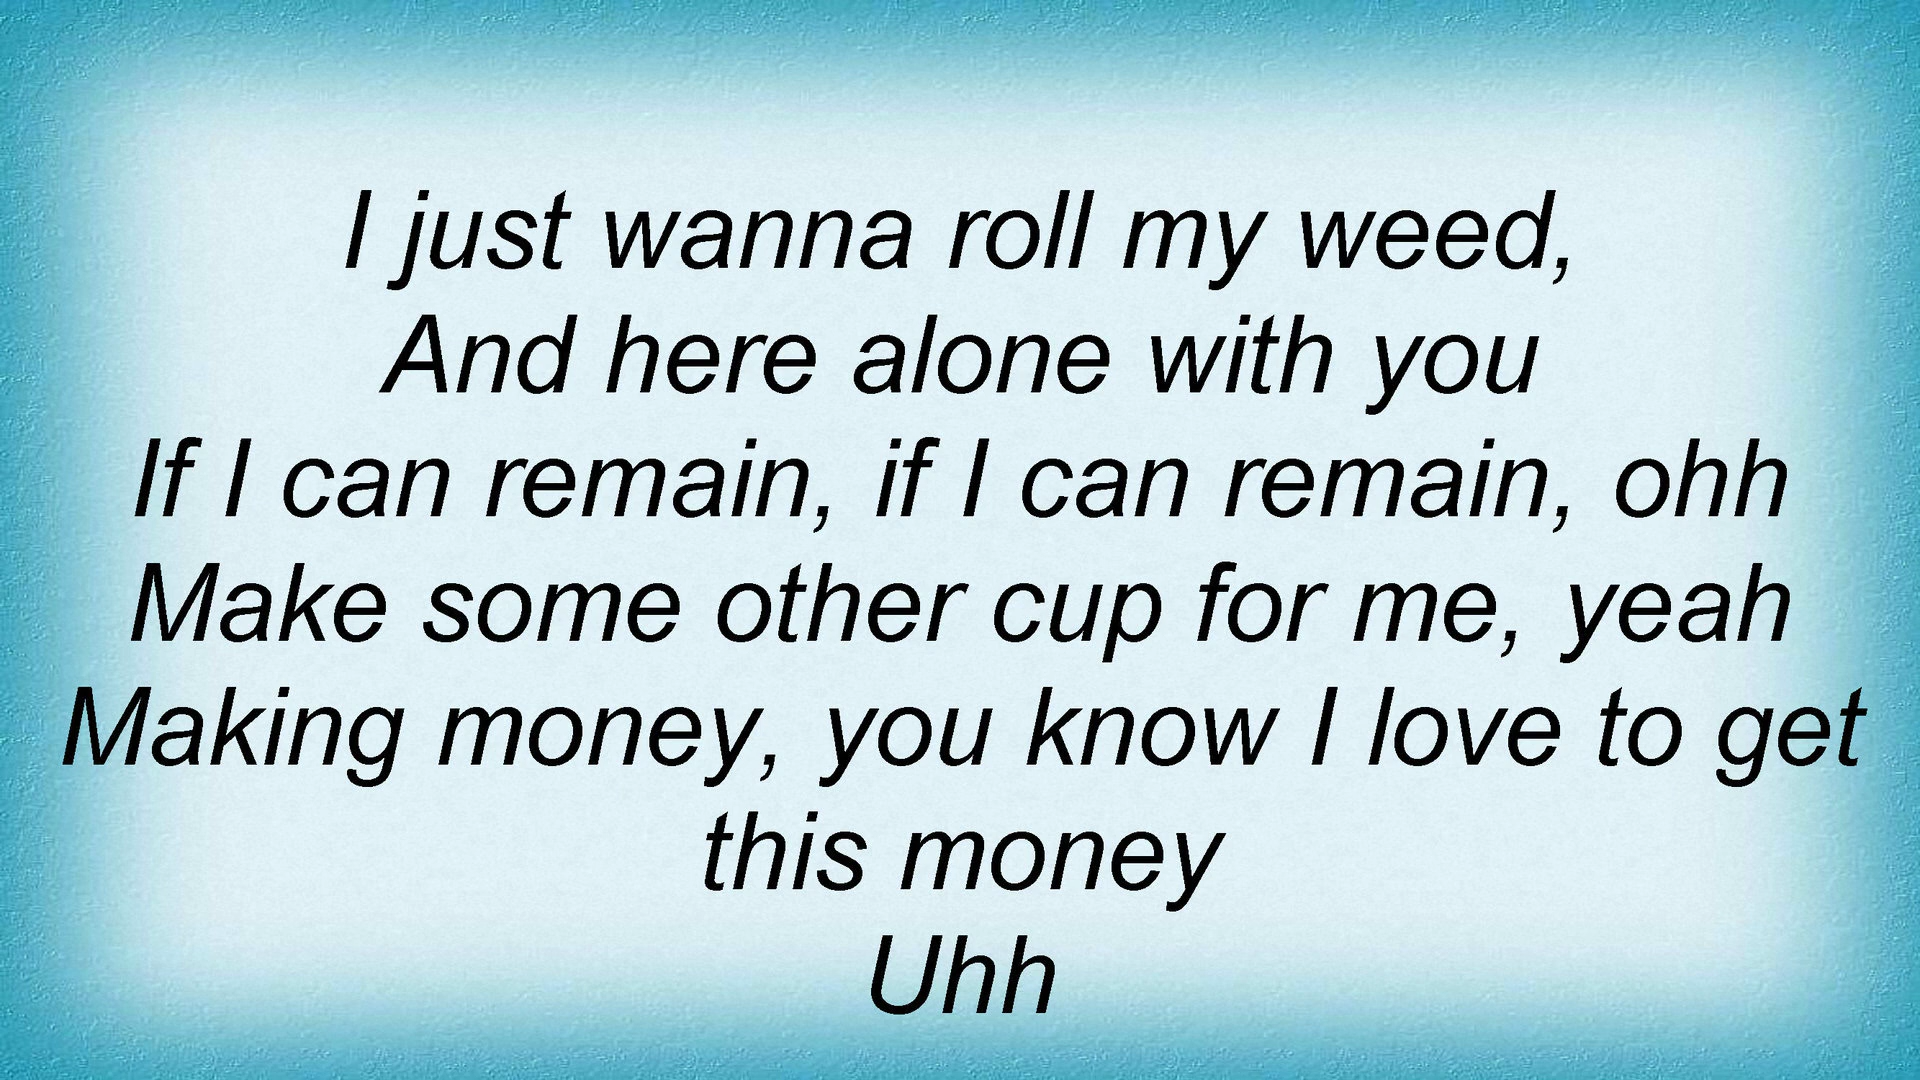 I just wanna roll my weed,
And here alone with you
If I can remain, if I can remain, ohh
Make some other cup for me, yeah
Making money, you know I love to get
this money
Uhh